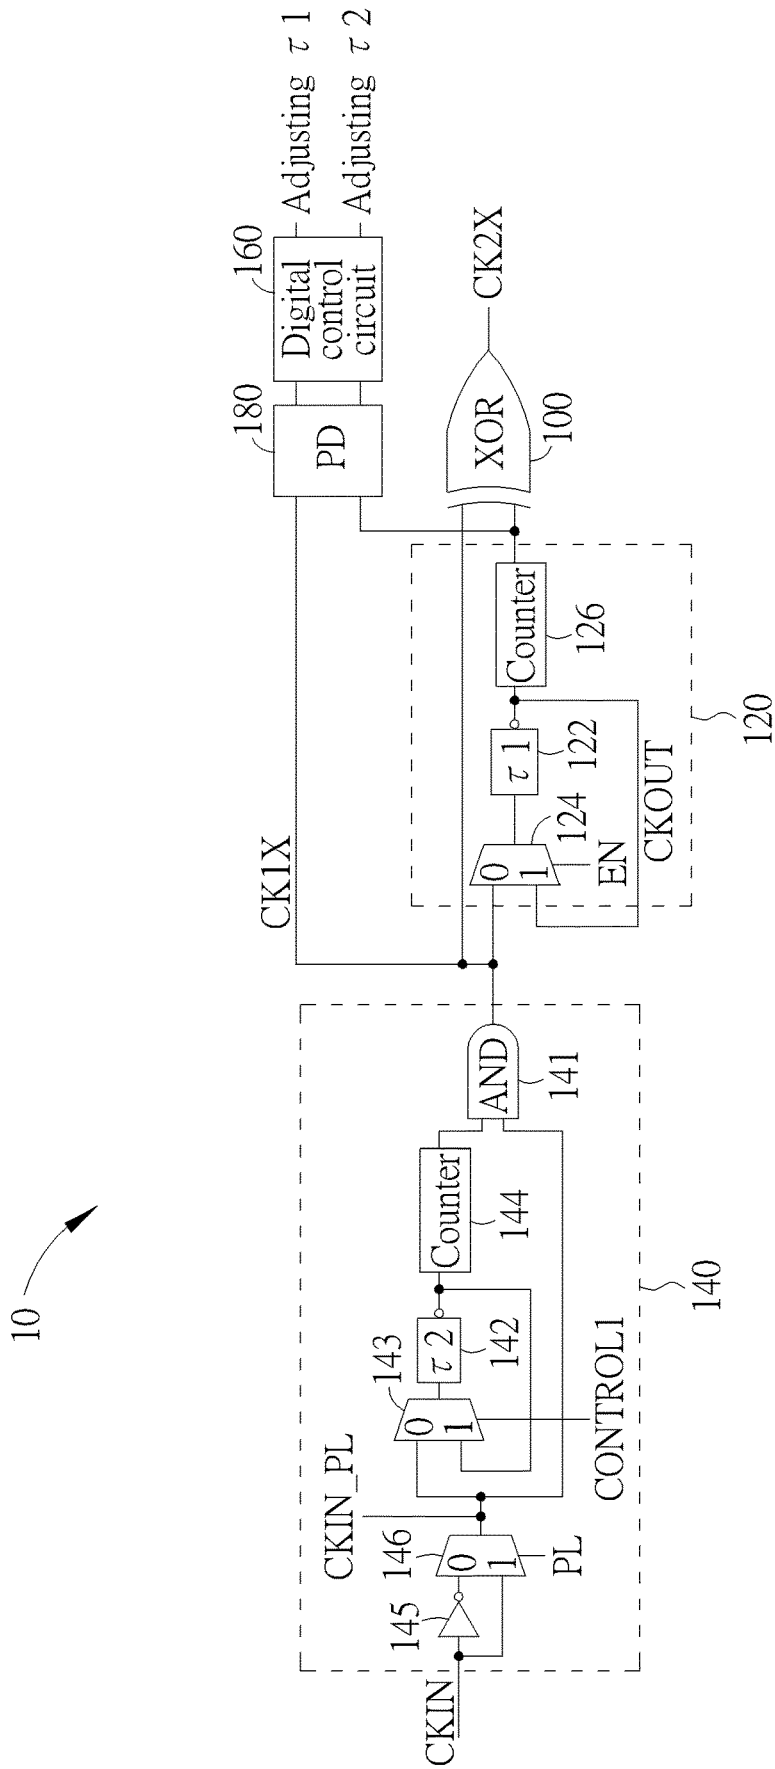 10
CKIN
145
146
0
1
PL
CKIN_PL
143
0
1
CONTROL1
τ 2
142
Counter
144
AND
141
140
CK1X
0
1
124
EN
CKOUT
τ 1
122
Counter
126
120
PD
180
Digital
control
circuit
160
Adjusting τ 1
Adjusting τ 2
XOR
100
CK2X